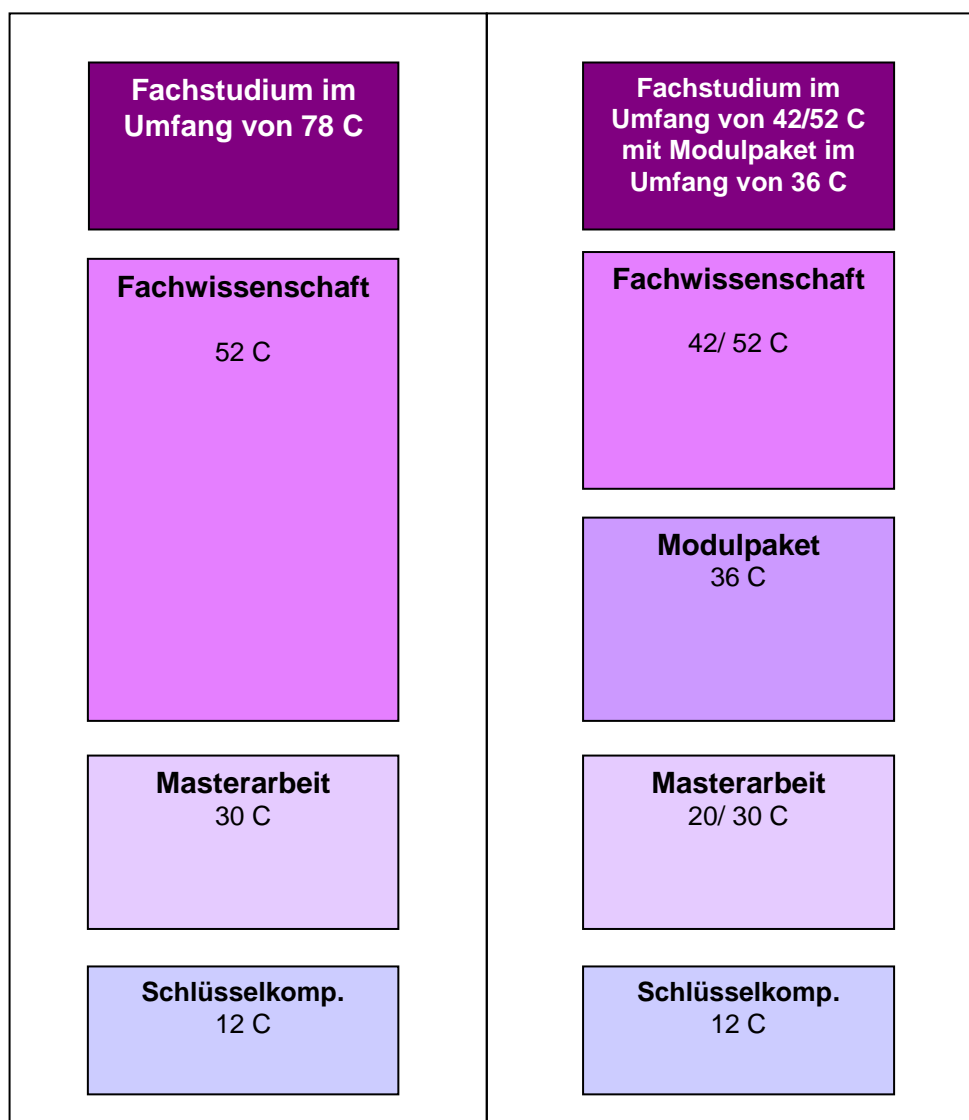 Fachstudium im
Umfang von 78 C
Fachwissenschaft
52 C
Masterarbeit
30 C
Schlüsselkomp.
12 C
Fachstudium im
Umfang von 42/52 C
mit Modulpaket im
Umfang von 36 C
Fachwissenschaft
42/ 52 C
Modulpaket
36 C
Masterarbeit
20/ 30 C
Schlüsselkomp.
12 C